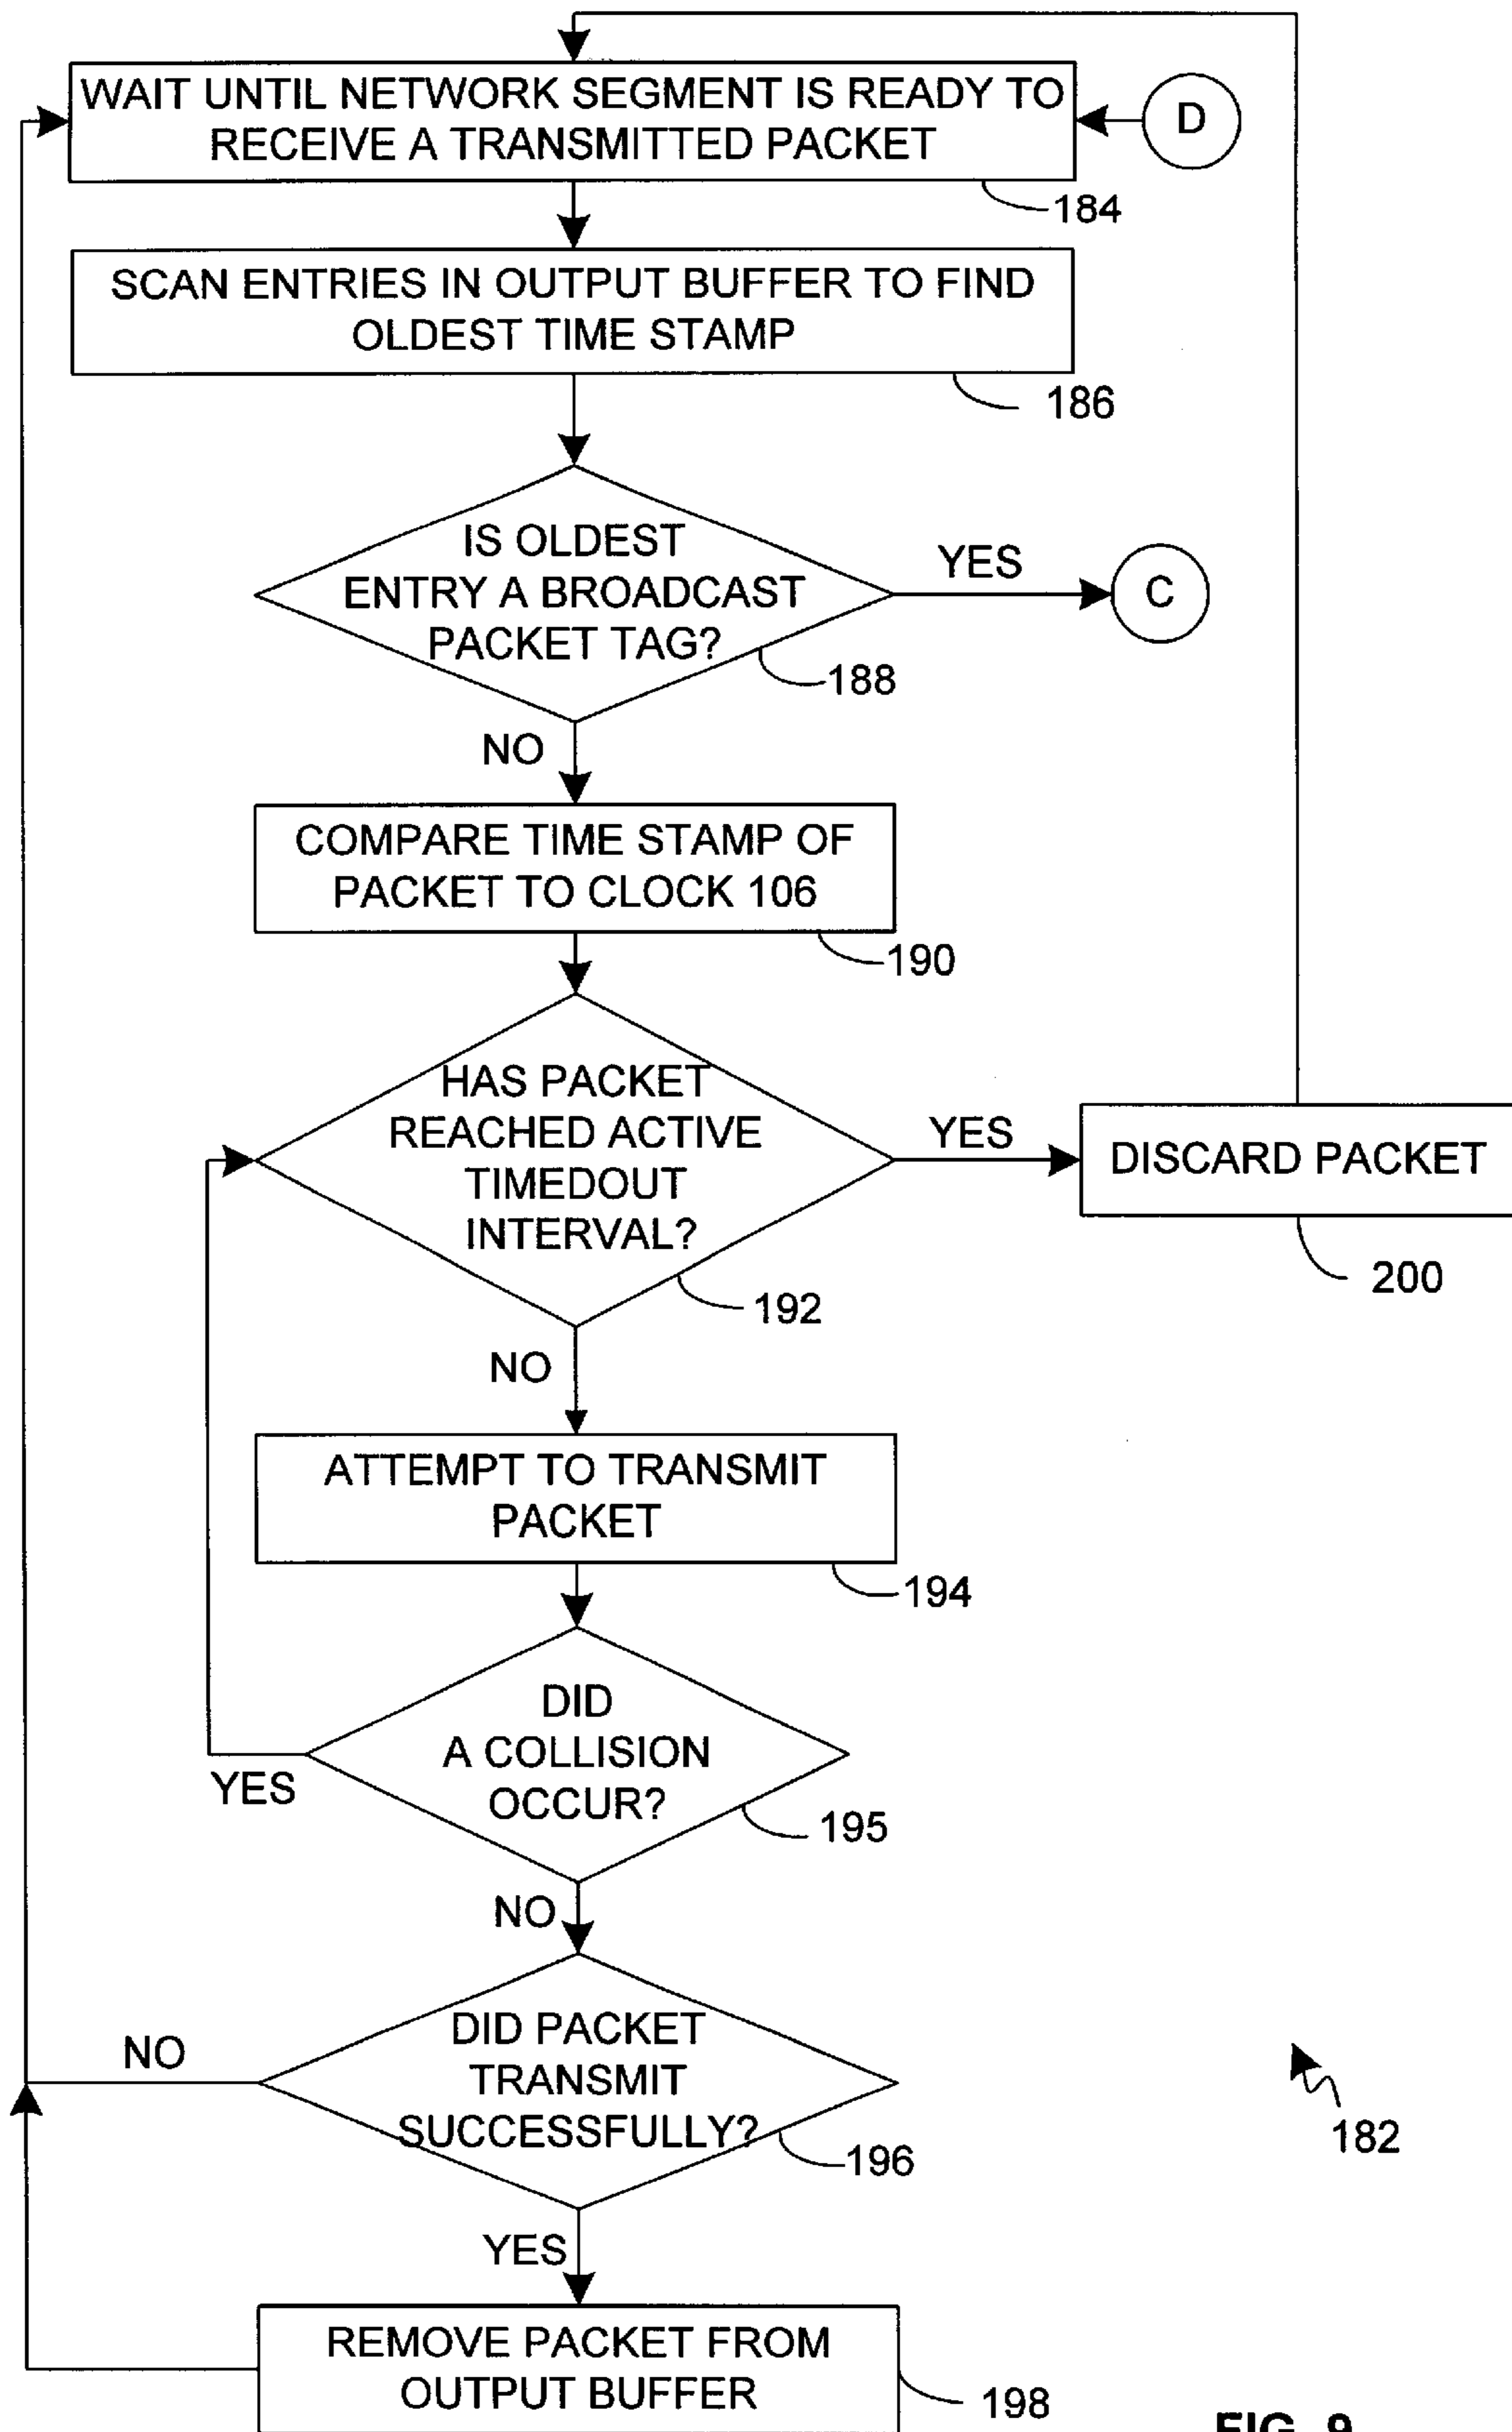 WAIT UNTIL NETWORK SEGMENT IS READY TO
RECEIVE A TRANSMITTED PACKET
D
184
SCAN ENTRIES IN OUTPUT BUFFER TO FIND
OLDEST TIME STAMP
186
IS OLDEST
ENTRY A BROADCAST
PACKET TAG?
YES
C
188
NO
COMPARE TIME STAMP OF
PACKET TO CLOCK 106
190
HAS PACKET
REACHED ACTIVE
TIMEDOUT
INTERVAL?
YES
DISCARD PACKET
200
192
NO
ATTEMPT TO TRANSMIT
PACKET
194
DID
A COLLISION
OCCUR?
YES
195
NO
DID PACKET
TRANSMIT
SUCCESSFULLY?
NO
196
182
YES
REMOVE PACKET FROM
OUTPUT BUFFER
198
FIG. 9